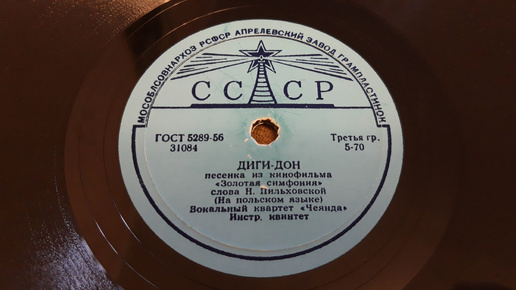 МОСОБЛСОВНАРХОЗ РСФСР АПРЕЛЕВСКИЙ ЗАВОД ГРАМПЛАСТИНОК
СССР
ГОСТ 5289-56 Третья гр.
31084 5-70
ДИГИ-ДОН
песенка из кинофильма
«Золотая симфония»
слова Н. Пильховской
(На польском языке)
Вокальный квартет «Чеянда»
Инстр. квинтет